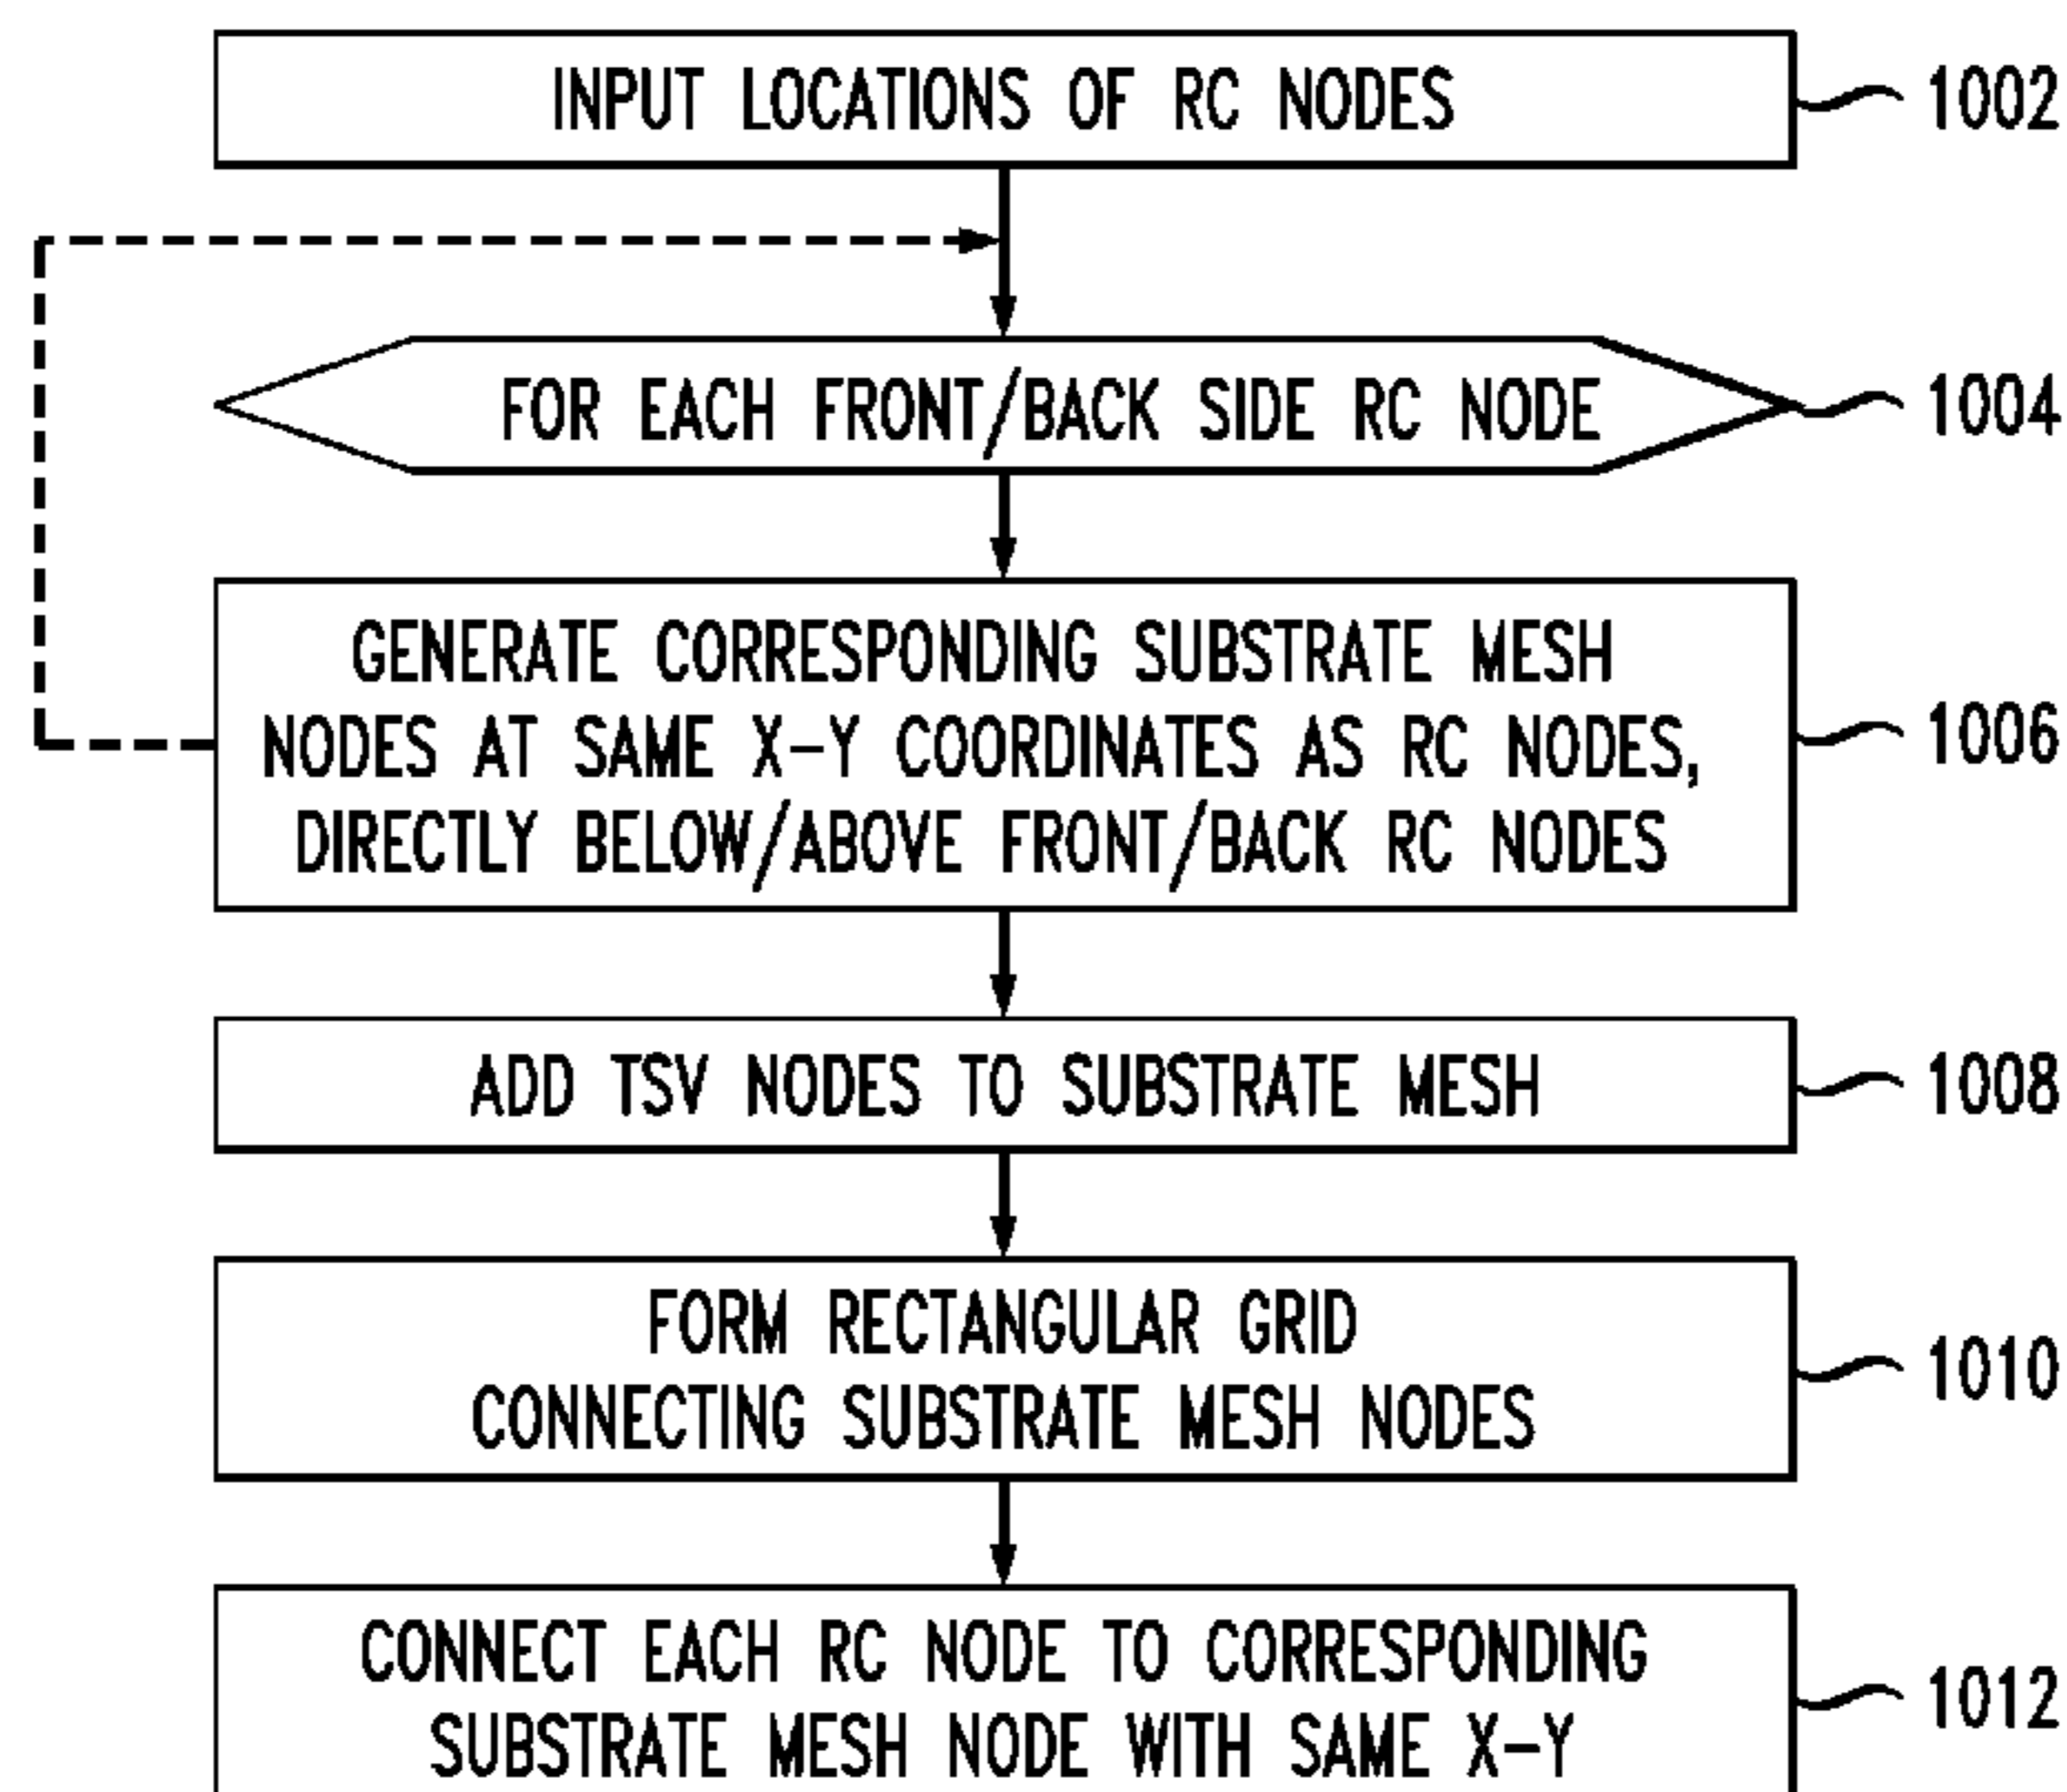 INPUT LOCATIONS OF RC NODES
1002
FOR EACH FRONT/BACK SIDE RC NODE
1004
GENERATE CORRESPONDING SUBSTRATE MESH
NODES AT SAME X-Y COORDINATES AS RC NODES,
DIRECTLY BELOW/ABOVE FRONT/BACK RC NODES
1006
ADD TSV NODES TO SUBSTRATE MESH
1008
FORM RECTANGULAR GRID
CONNECTING SUBSTRATE MESH NODES
1010
CONNECT EACH RC NODE TO CORRESPONDING
SUBSTRATE MESH NODE WITH SAME X-Y
1012